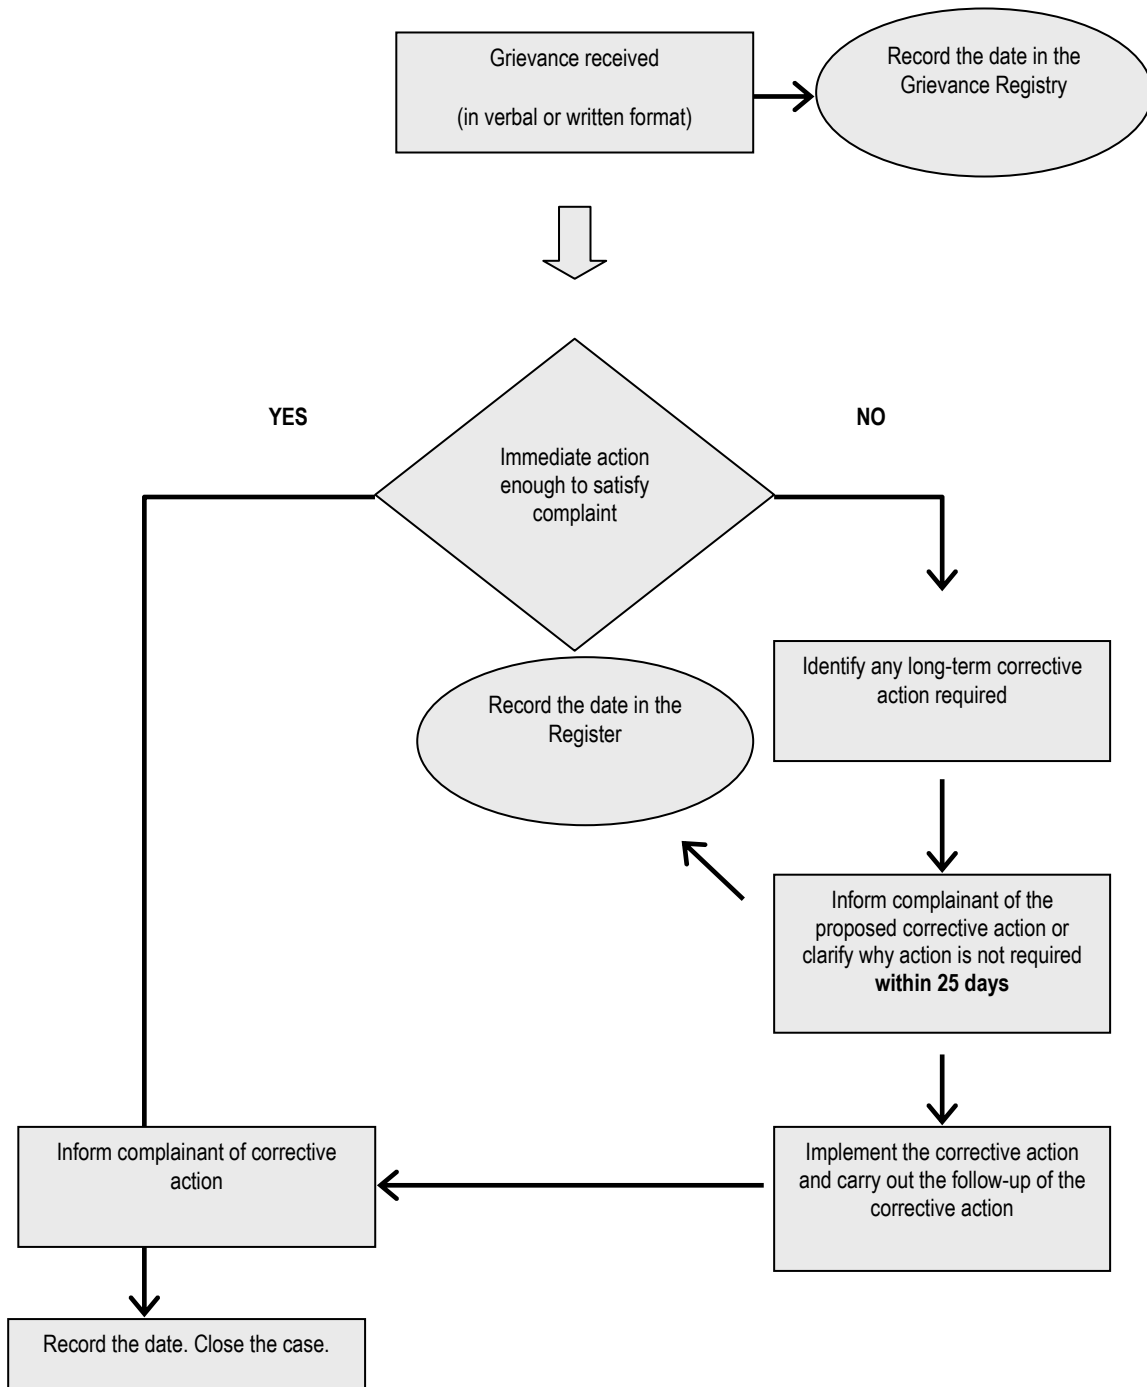 Grievance received
(in verbal or written format)
Record the date in the
Grievance Registry
YES
NO
Immediate action
enough to satisfy
complaint
Identify any long-term corrective
action required
Record the date in the
Register
Inform complainant of the
proposed corrective action or
clarify why action is not required
within 25 days
Inform complainant of corrective
action
Implement the corrective action
and carry out the follow-up of the
corrective action
Record the date. Close the case.